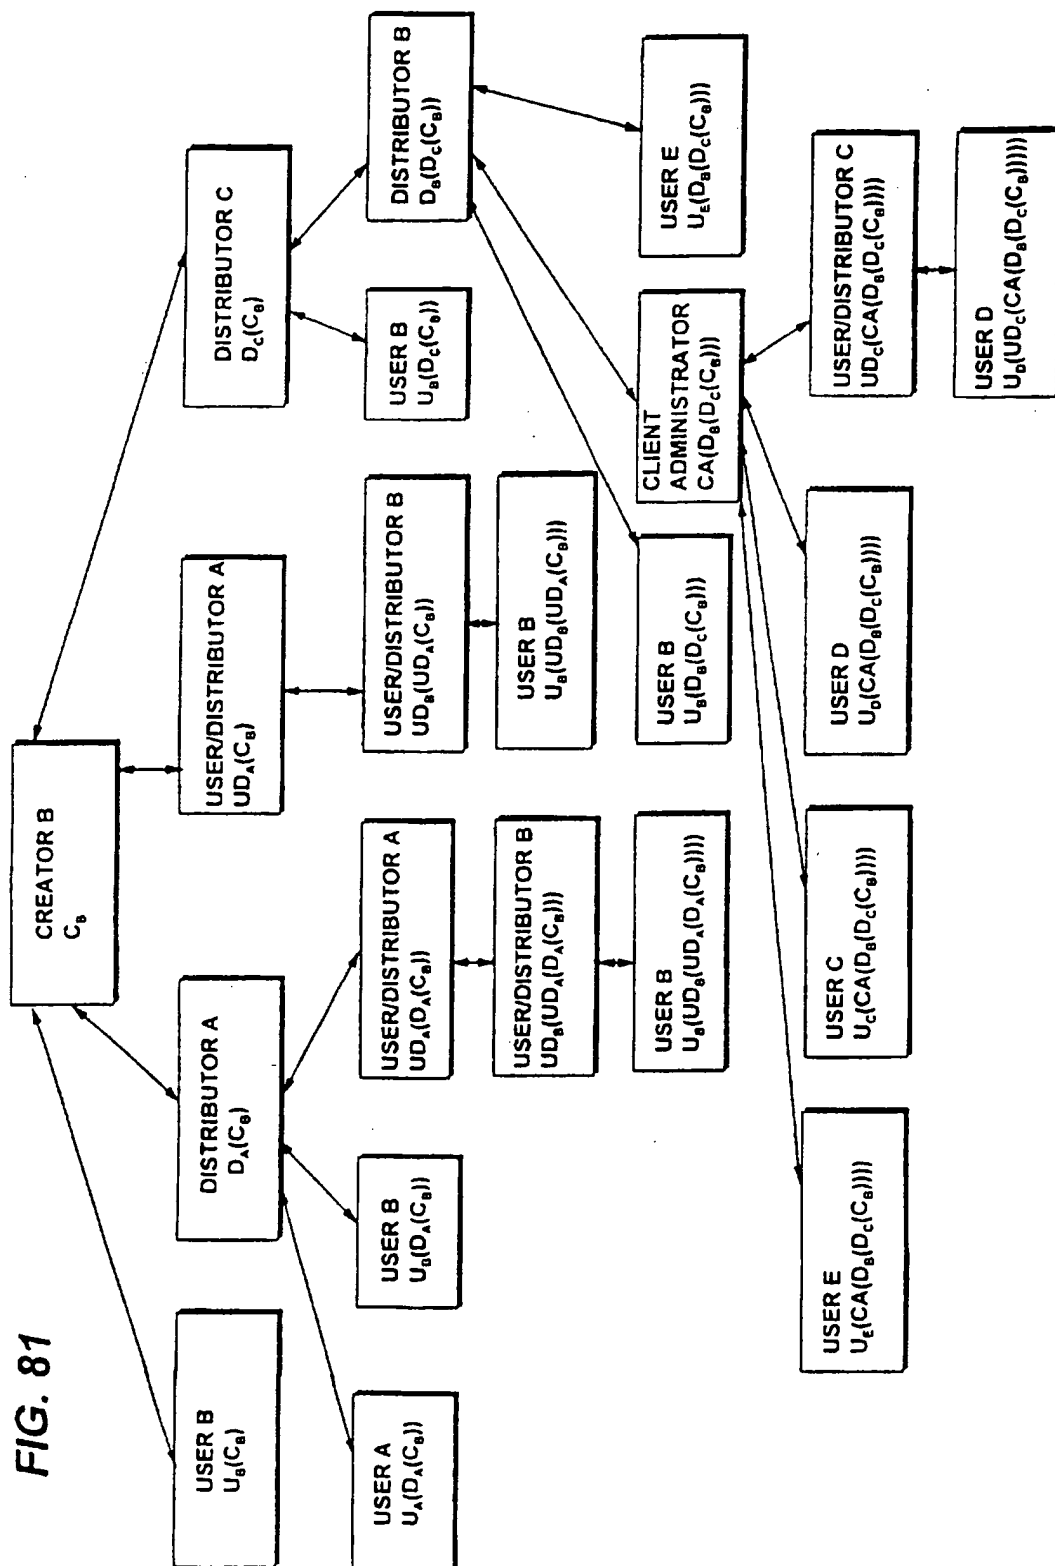 FIG. 81
CREATOR B
C_B
USER B
U_B(C_B)
DISTRIBUTOR A
D_A(C_B)
USER/DISTRIBUTOR A
UD_A(C_B)
DISTRIBUTOR C
D_C(C_B)
USER A
U_A(D_A(C_B))
USER B
U_B(D_A(C_B))
USER/DISTRIBUTOR A
UD_A(D_A(C_B))
USER/DISTRIBUTOR B
UD_B(UD_A(C_B))
USER B
U_B(D_C(C_B))
DISTRIBUTOR B
D_B(D_C(C_B))
USER/DISTRIBUTOR B
UD_B(UD_A(D_A(C_B)))
USER B
U_B(UD_B(UD_A(C_B)))
USER B
U_B(UD_B(UD_A(D_A(C_B))))
USER B
U_B(D_B(D_C(C_B)))
CLIENT
ADMINISTRATOR
CA(D_B(D_C(C_B)))
USER E
U_E(D_B(D_C(C_B)))
USER E
U_E(CA(D_B(D_C(C_B))))
USER C
U_C(CA(D_B(D_C(C_B))))
USER D
U_D(CA(D_B(D_C(C_B))))
USER/DISTRIBUTOR C
UD_C(CA(D_B(D_C(C_B))))
USER D
U_D(UD_C(CA(D_B(D_C(C_B)))))